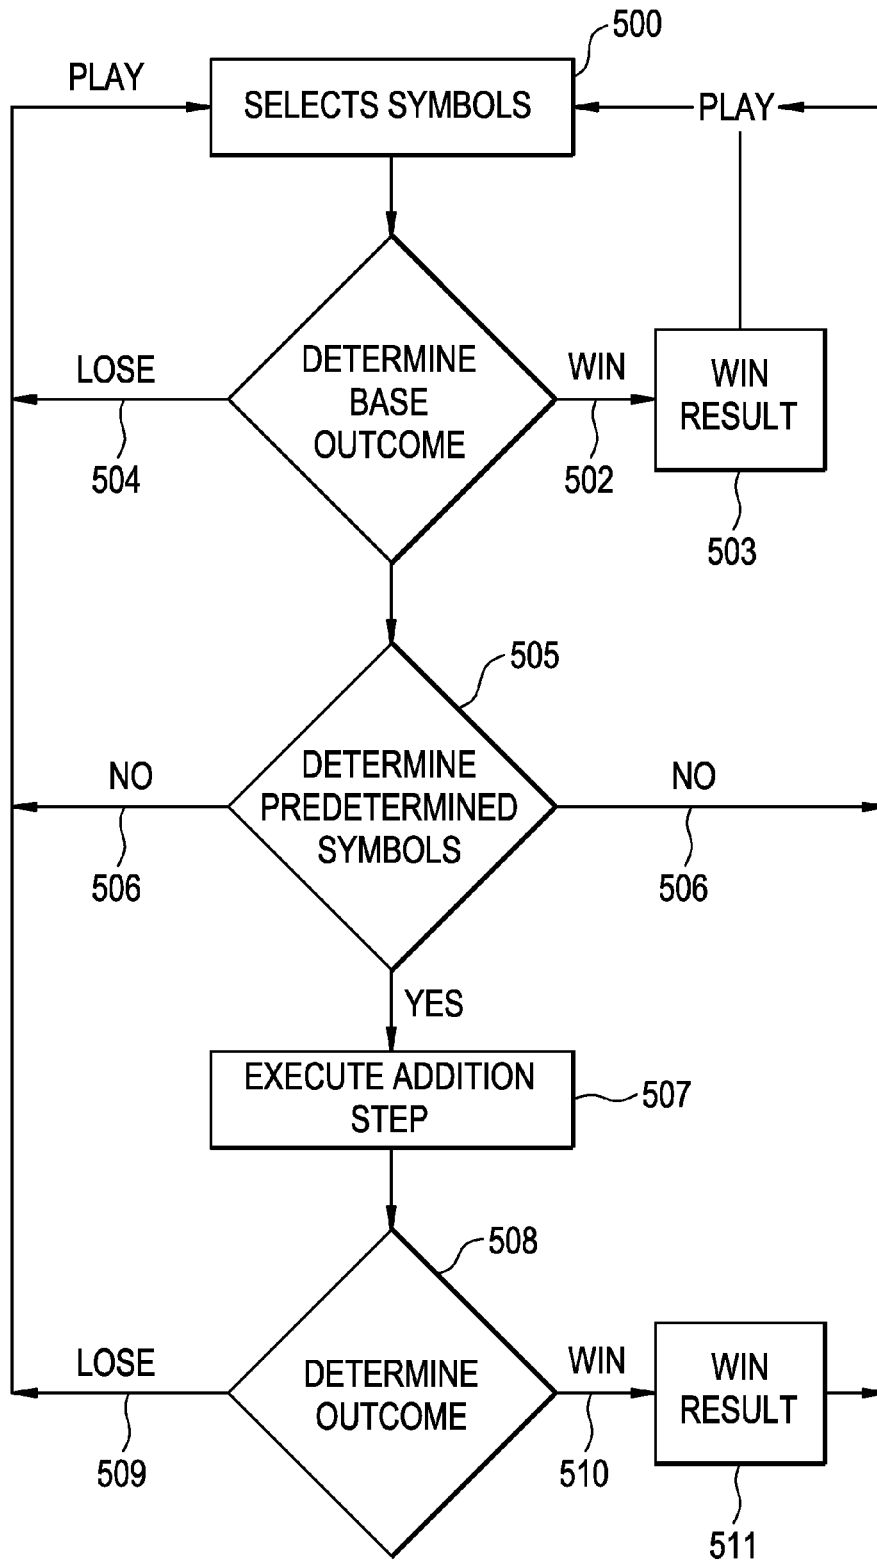 500
PLAY
SELECTS SYMBOLS
PLAY
LOSE
DETERMINE
BASE
OUTCOME
WIN
WIN
RESULT
504
502
503
505
NO
DETERMINE
PREDETERMINED
SYMBOLS
NO
506
506
YES
EXECUTE ADDITION
STEP
507
508
LOSE
DETERMINE
OUTCOME
WIN
WIN
RESULT
509
510
511